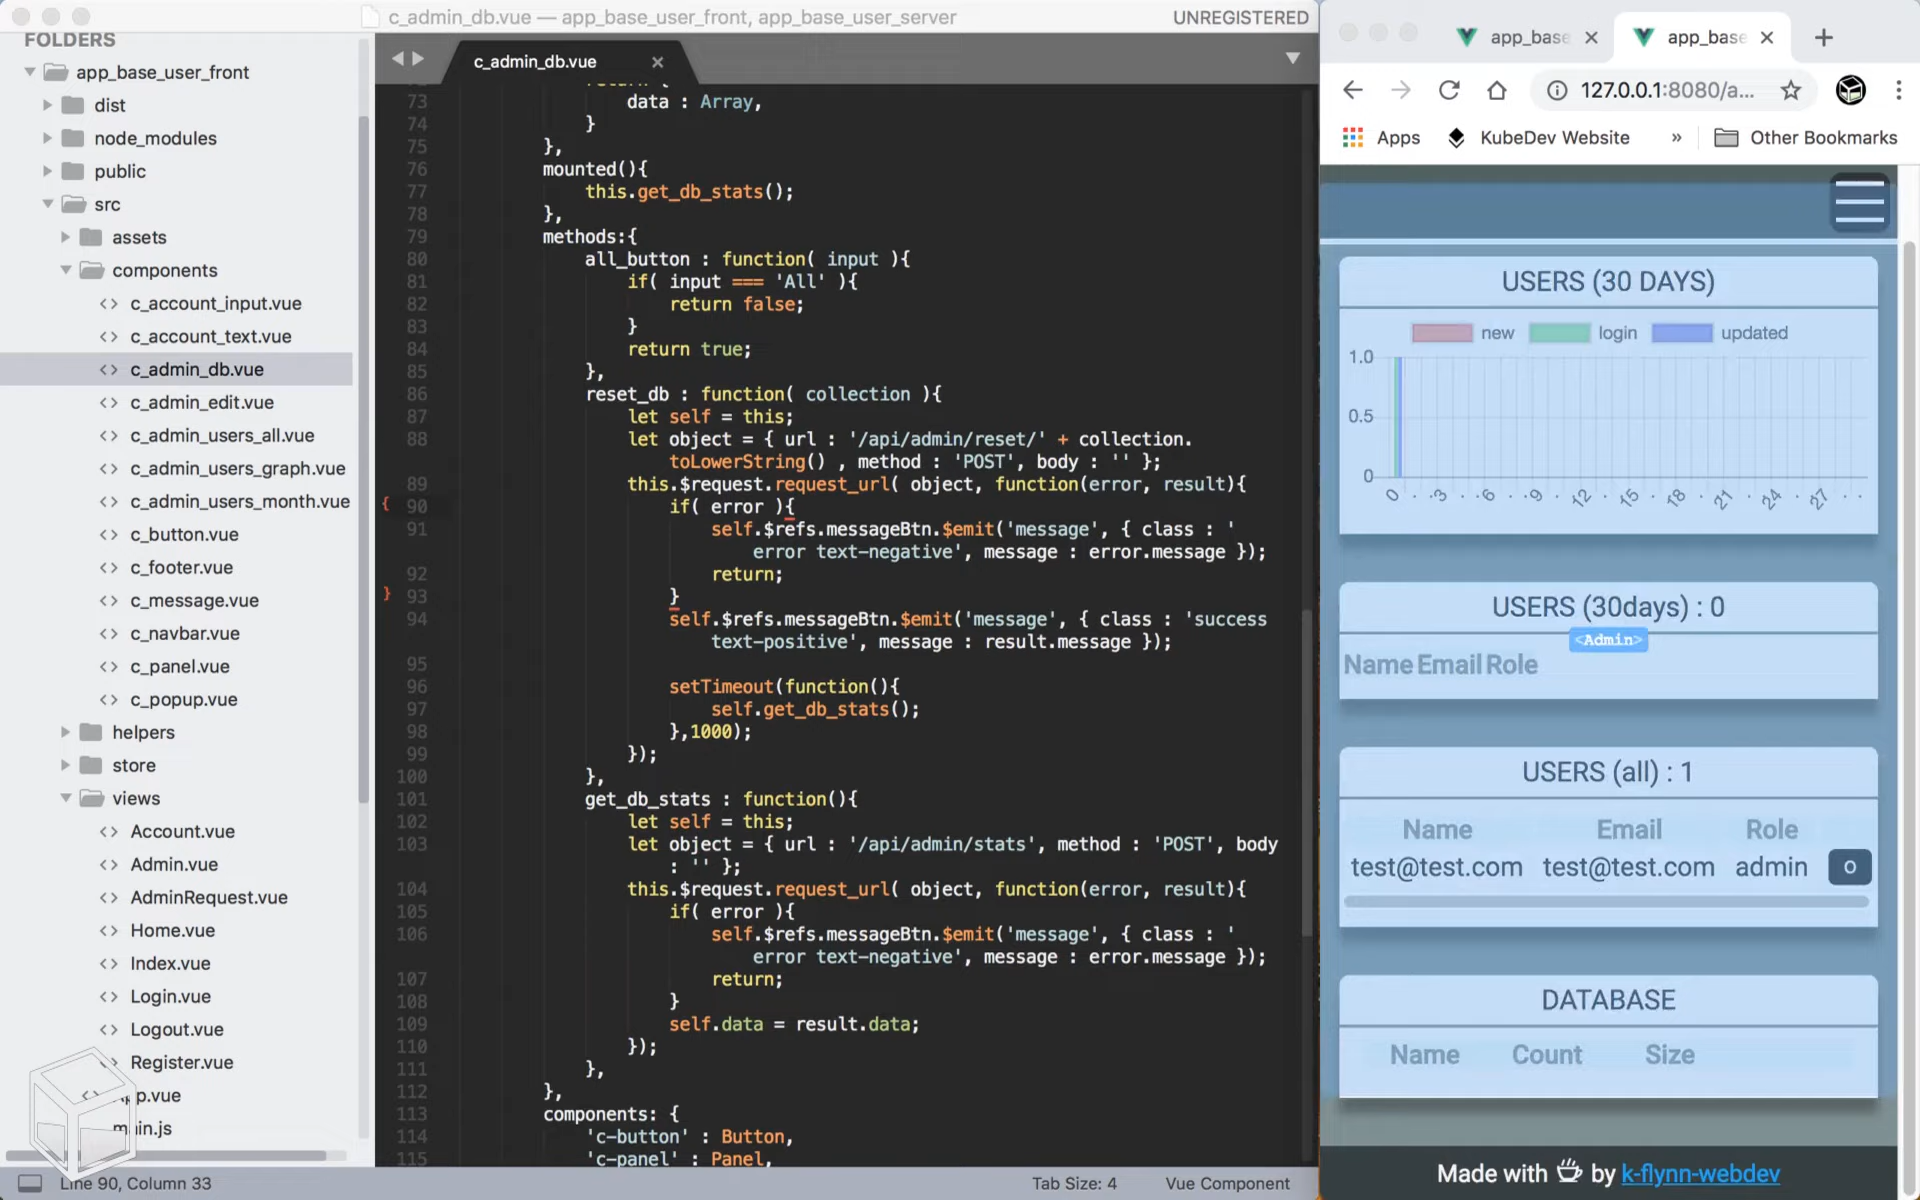 c_admin_db.vue — app_base_user_front, app_base_user_server
UNREGISTERED
FOLDERS
app_base_user_front
dist
node_modules
public
src
assets
components
<> c_account_input.vue
<> c_account_text.vue
<> c_admin_db.vue
<> c_admin_edit.vue
<> c_admin_users_all.vue
<> c_admin_users_graph.vue
<> c_admin_users_month.vue
<> c_button.vue
<> c_footer.vue
<> c_message.vue
<> c_navbar.vue
<> c_panel.vue
<> c_popup.vue
helpers
store
views
<> Account.vue
<> Admin.vue
<> AdminRequest.vue
<> Home.vue
<> Index.vue
<> Login.vue
<> Logout.vue
Register.vue
main.js
c_admin_db.vue
73 data : Array,
74 }
75 },
76 mounted(){
77 this.get_db_stats();
78 },
79 methods:{
80 all_button : function( input ){
81 if( input === 'All' ){
82 return false;
83 }
84 return true;
85 },
86 reset_db : function( collection ){
87 let self = this;
88 let object = { url : '/api/admin/reset/' + collection.
toLowerString() , method : 'POST', body : '' };
89 this.$request.request_url( object, function(error, result){
{ 90 if( error ){
91 self.$refs.messageBtn.$emit('message', { class : '
error text-negative', message : error.message });
92 return;
} 93 }
94 self.$refs.messageBtn.$emit('message', { class : 'success
text-positive', message : result.message });
95
96 setTimeout(function(){
97 self.get_db_stats();
98 },1000);
99 });
100 },
101 get_db_stats : function(){
102 let self = this;
103 let object = { url : '/api/admin/stats', method : 'POST', body
: '' };
104 this.$request.request_url( object, function(error, result){
105 if( error ){
106 self.$refs.messageBtn.$emit('message', { class : '
error text-negative', message : error.message });
107 return;
108 }
109 self.data = result.data;
110 });
111 },
112 },
113 components: {
114 'c-button' : Button,
115 'c-panel' : Panel,
Line 90, Column 33
Tab Size: 4
Vue Component
app_base
app_base
127.0.0.1:8080/a...
Apps
KubeDev Website
»
Other Bookmarks
USERS (30 DAYS)
new login updated
1.0
0.5
0
0 · 3 · 6 · 9 · 12 · 15 · 18 · 21 · 24 · 27 · ·
USERS (30days) : 0
<Admin>
Name Email Role
USERS (all) : 1
Name Email Role
test@test.com test@test.com admin O
DATABASE
Name Count Size
Made with by k-flynn-webdev